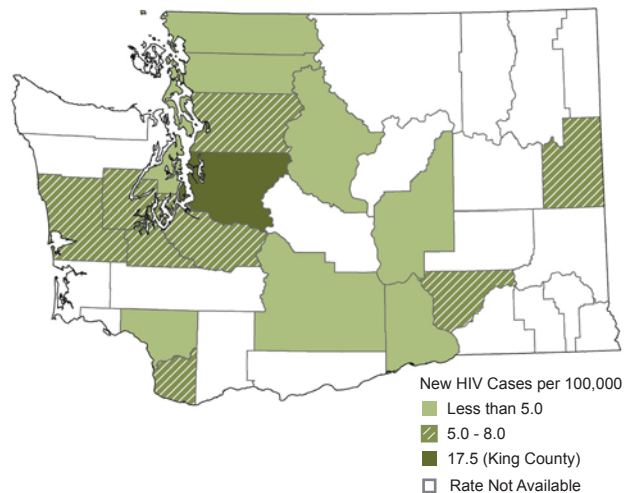 New HIV Cases per 100,000
Less than 5.0
5.0 - 8.0
17.5 (King County)
Rate Not Available